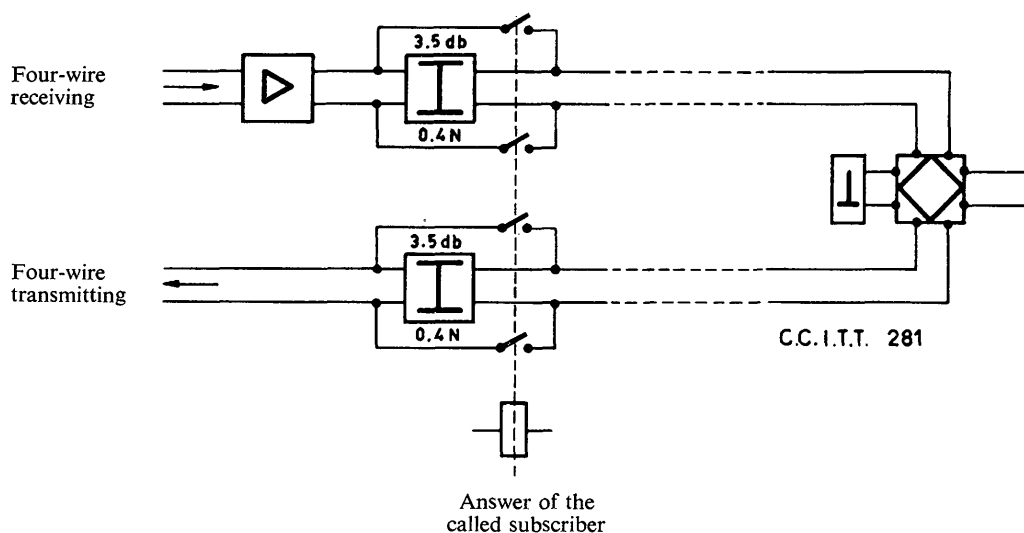 3.5 db
Four-wire
receiving
0.4 N
3.5 db
Four-wire
transmitting
0.4 N
C.C.I.T.T. 281
Answer of the
called subscriber